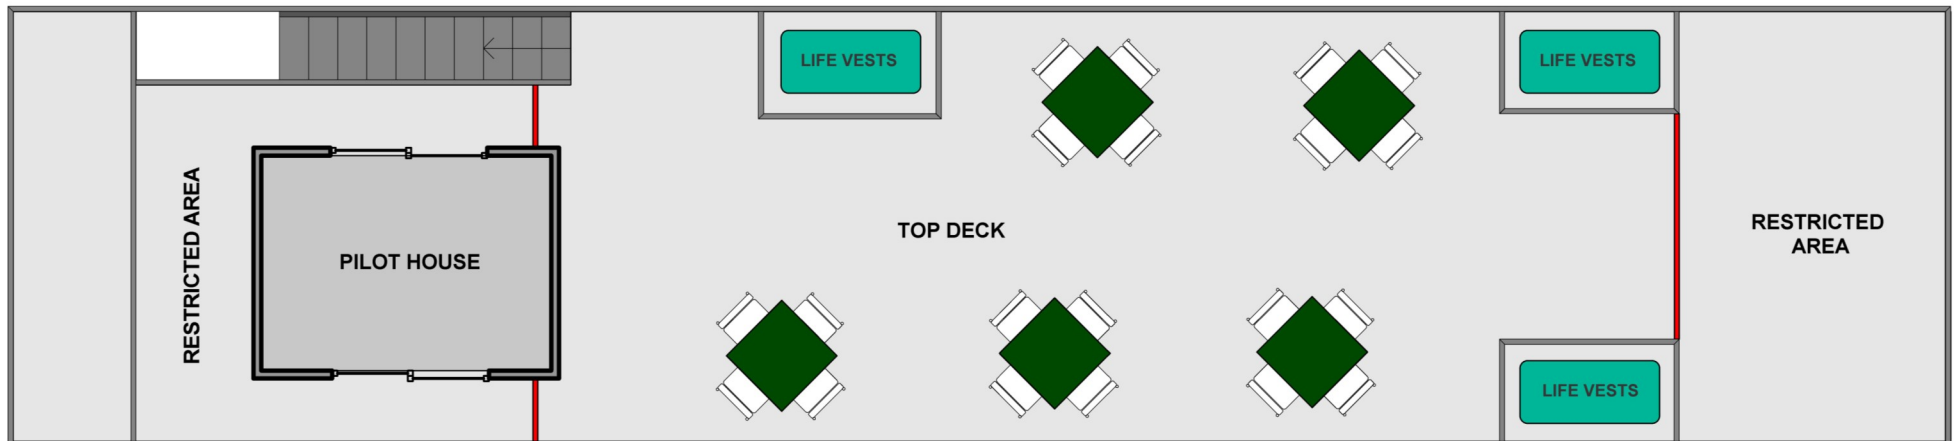 LIFE VESTS
LIFE VESTS
RESTRICTED AREA
PILOT HOUSE
TOP DECK
RESTRICTED
AREA
LIFE VESTS